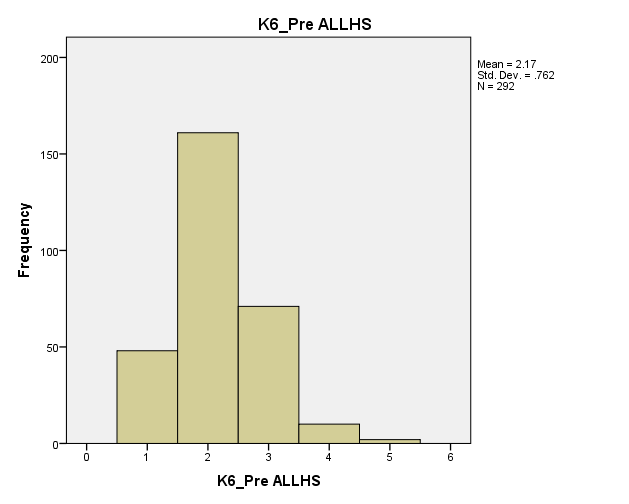 K6_Pre ALLHS
Mean = 2.17
Std. Dev. = .762
N = 292
200
150
100
50
0
Frequency
0 1 2 3 4 5 6
K6_Pre ALLHS